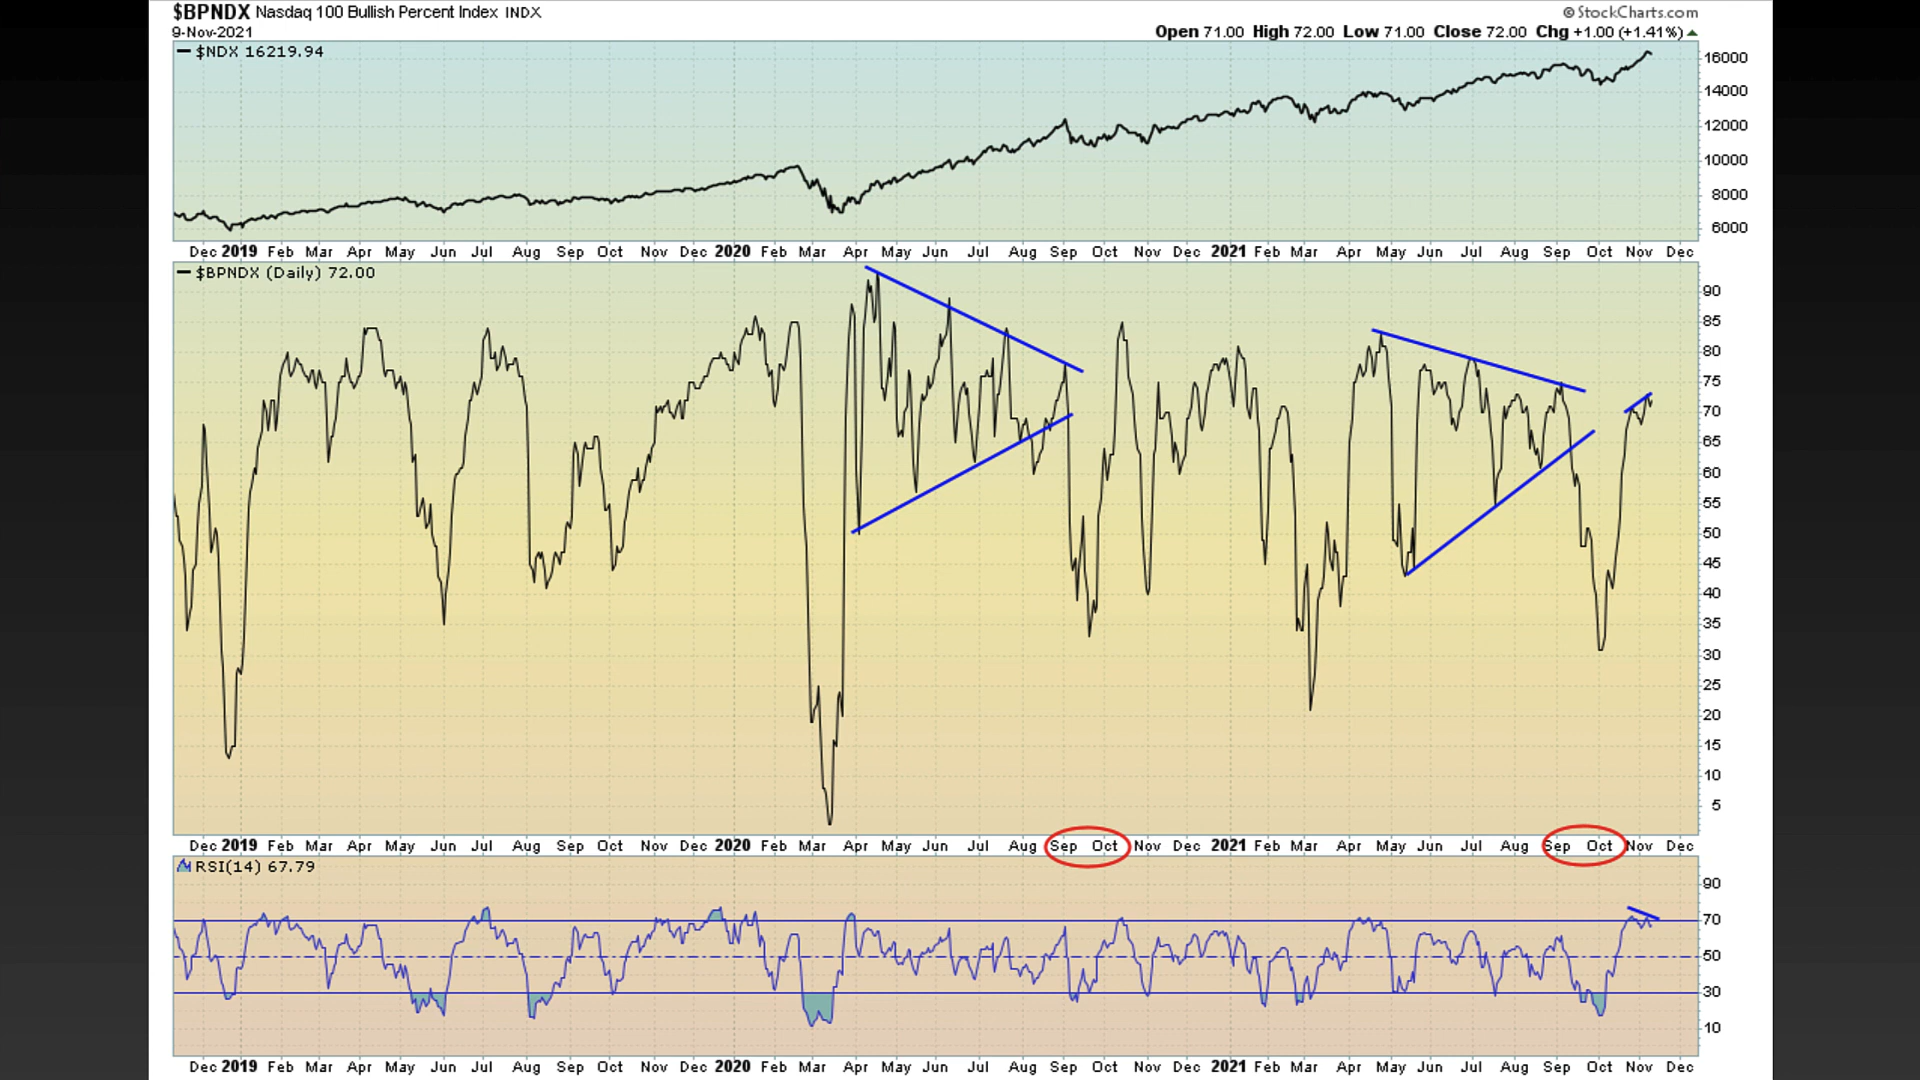 $BPNDX Nasdaq 100 Bullish Percent Index INDX
© StockCharts.com
9-Nov-2021
Open 71.00 High 72.00 Low 71.00 Close 72.00 Chg +1.00 (+1.41%)
$NDX 16219.94
16000
14000
12000
10000
8000
6000
Dec 2019 Feb Mar Apr May Jun Jul Aug Sep Oct Nov Dec 2020 Feb Mar Apr May Jun Jul Aug Sep Oct Nov Dec 2021 Feb Mar Apr May Jun Jul Aug Sep Oct Nov Dec
$BPNDX (Daily) 72.00
90
85
80
75
70
65
60
55
50
45
40
35
30
25
20
15
10
5
Dec 2019 Feb Mar Apr May Jun Jul Aug Sep Oct Nov Dec 2020 Feb Mar Apr May Jun Jul Aug Sep Oct Nov Dec 2021 Feb Mar Apr May Jun Jul Aug Sep Oct Nov Dec
RSI(14) 67.79
90
70
50
30
10
Dec 2019 Feb Mar Apr May Jun Jul Aug Sep Oct Nov Dec 2020 Feb Mar Apr May Jun Jul Aug Sep Oct Nov Dec 2021 Feb Mar Apr May Jun Jul Aug Sep Oct Nov Dec